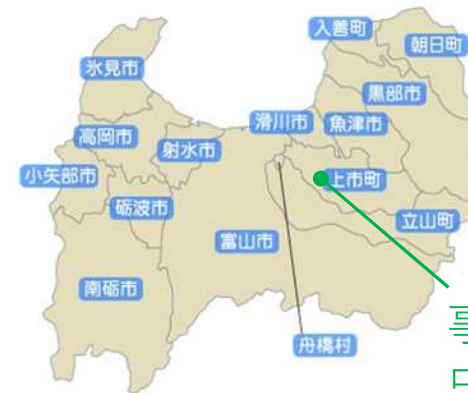 入善町
朝日町
氷見市
黒部市
滑川市
魚津市
高岡市
射水市
小矢部市
上市町
砺波市
立山町
富山市
南砺市
舟橋村